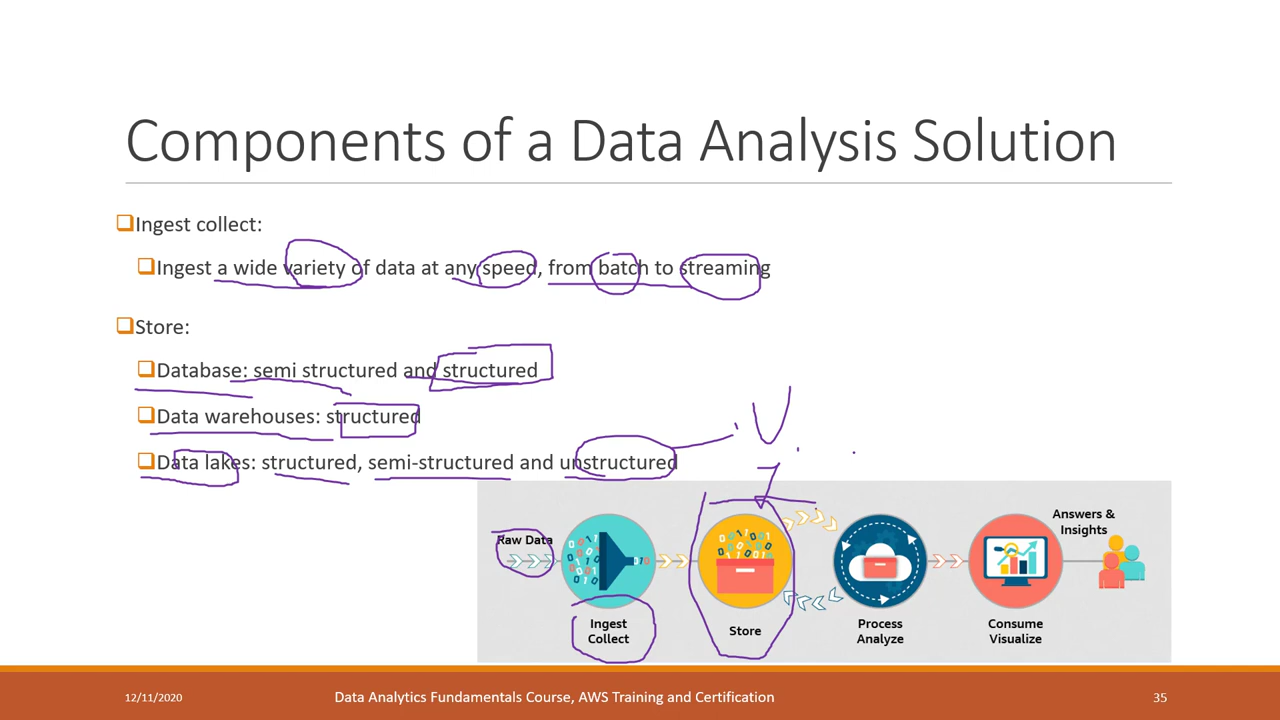 Components of a Data Analysis Solution
Ingest collect:
Ingest a wide variety of data at any speed, from batch to streaming
Store:
Database: semi structured and structured
Data warehouses: structured
Data lakes: structured, semi-structured and unstructured
V
Raw Data
Answers &
Insights
Ingest
Collect
Store
Process
Analyze
Consume
Visualize
12/11/2020
Data Analytics Fundamentals Course, AWS Training and Certification
35